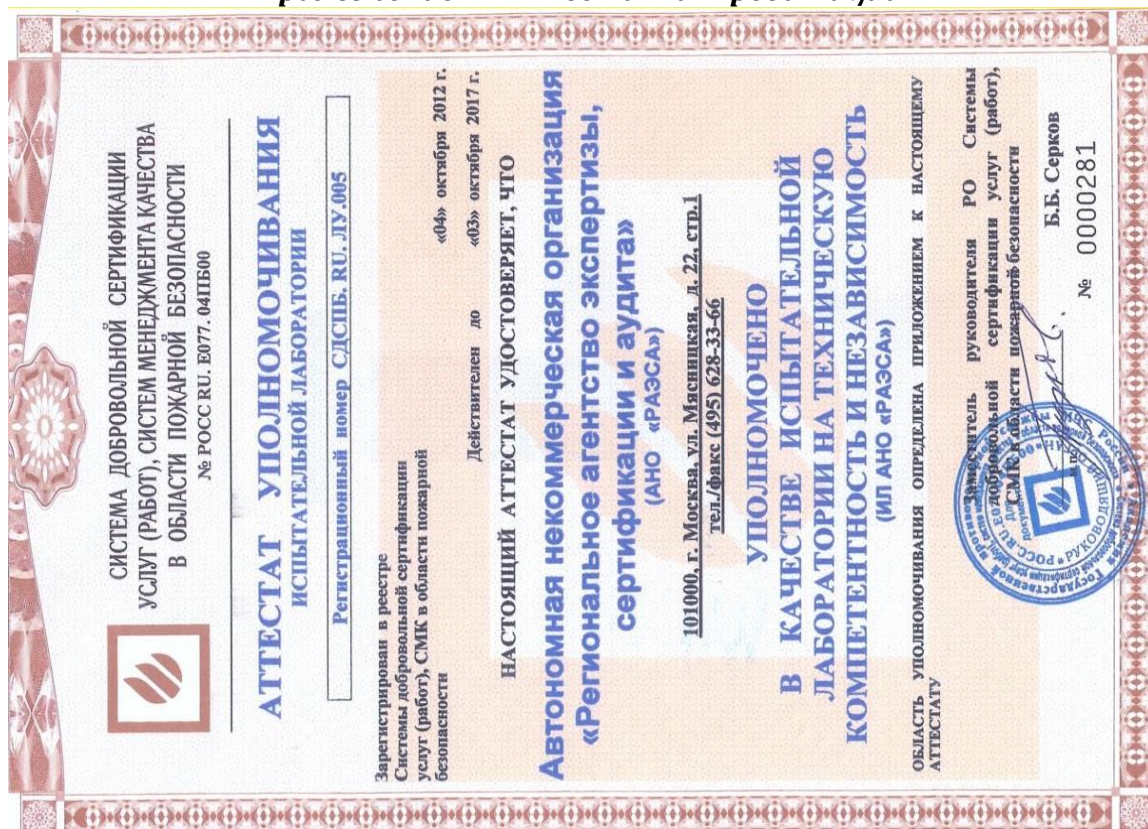 СИСТЕМА ДОБРОВОЛЬНОЙ СЕРТИФИКАЦИИ
УСЛУГ (РАБОТ), СИСТЕМ МЕНЕДЖМЕНТА КАЧЕСТВА
В ОБЛАСТИ ПОЖАРНОЙ БЕЗОПАСНОСТИ
№ РОСС RU. Е077. 04ПБ00
АТТЕСТАТ УПОЛНОМОЧИВАНИЯ
ИСПЫТАТЕЛЬНОЙ ЛАБОРАТОРИИ
Регистрационный номер СДСПБ. RU. ЛУ.005
Зарегистрирован в реестре
Системы добровольной сертификации
услуг (работ), СМК в области пожарной
безопасности
«04» октября 2012 г.
Действителен до «03» октября 2017 г.
НАСТОЯЩИЙ АТТЕСТАТ УДОСТОВЕРЯЕТ, ЧТО
Автономная некоммерческая организация
«Региональное агентство экспертизы,
сертификации и аудита»
(АНО «РАЭСА»)
101000, г. Москва, ул. Мясницкая, д. 22, стр.1
тел./факс (495) 628-33-66
УПОЛНОМОЧЕНО
В КАЧЕСТВЕ ИСПЫТАТЕЛЬНОЙ
ЛАБОРАТОРИИ НА ТЕХНИЧЕСКУЮ
КОМПЕТЕНТНОСТЬ И НЕЗАВИСИМОСТЬ
(ИЛ АНО «РАЭСА»)
ОБЛАСТЬ УПОЛНОМОЧИВАНИЯ ОПРЕДЕЛЕНА ПРИЛОЖЕНИЕМ К НАСТОЯЩЕМУ
АТТЕСТАТУ
Заместитель руководителя РО Системы
добровольной сертификации услуг (работ),
СМК в области пожарной безопасности
Б.Б. Серков
№ 0000281